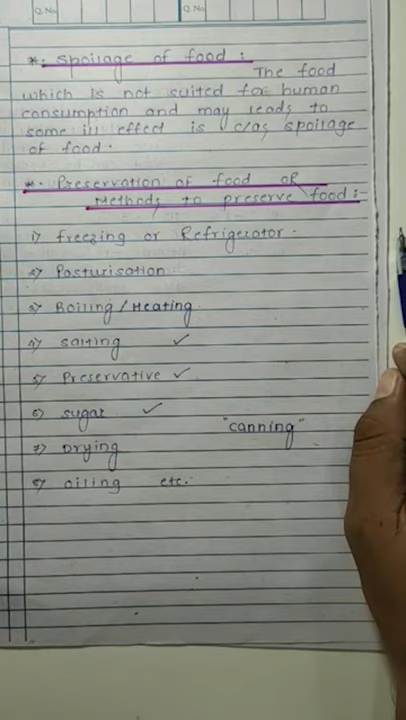 Q.No. Q.No.
*. Spoilage of food :
The food
which is not suited for human
consumption and may leads to
some ill effect is c/as spoilage
of food.
*. Preservation of food OR
Methods to preserve food :-
1) freezing or Refrigerator.
2) Posturisation
3) Boiling / Heating
4) salting ✓
5) Preservative ✓
6) sugar ✓
"canning"
7) Drying
8) oiling etc.